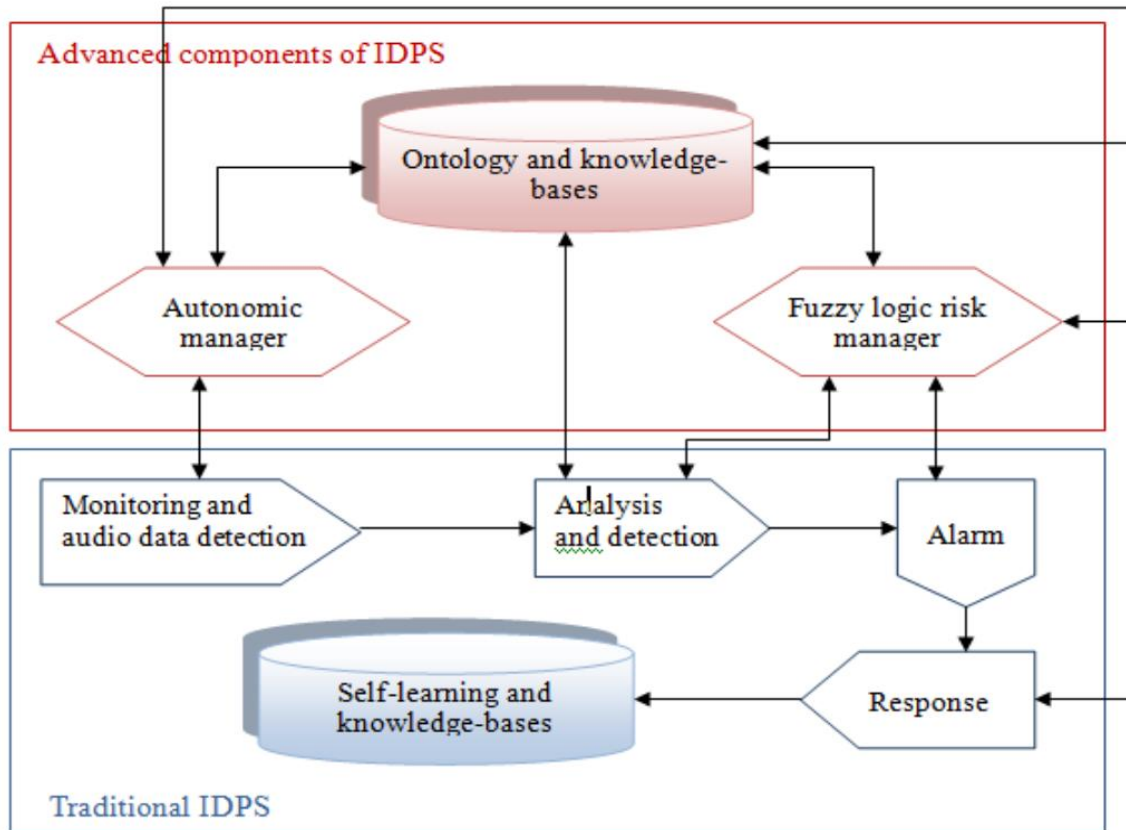 Advanced components of IDPS
Ontology and knowledge-
bases
Autonomic
manager
Fuzzy logic risk
manager
Monitoring and
audio data detection
Analysis
and detection
Alarm
Self-learning and
knowledge-bases
Response
Traditional IDPS